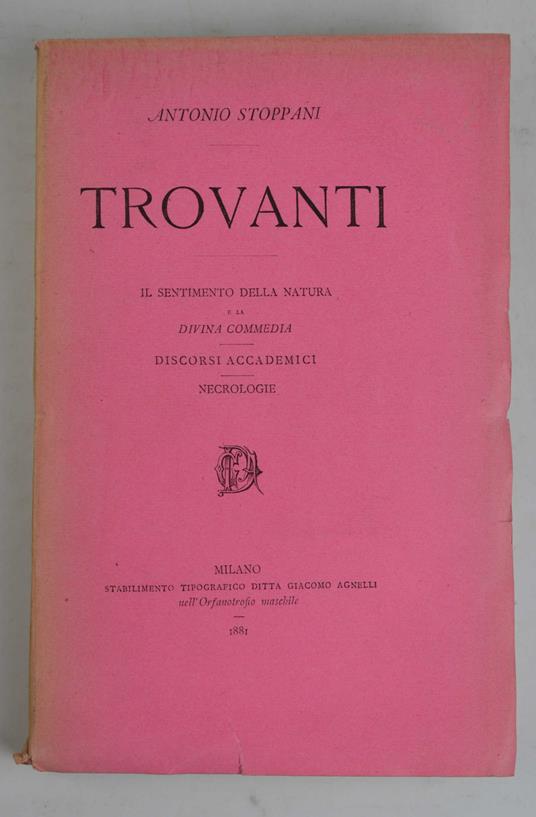 ANTONIO STOPPANI
TROVANTI
IL SENTIMENTO DELLA NATURA
E LA
DIVINA COMMEDIA
DISCORSI ACCADEMICI
NECROLOGIE
MILANO
STABILIMENTO TIPOGRAFICO DITTA GIACOMO AGNELLI
nell'Orfanotrofio maschile
1881